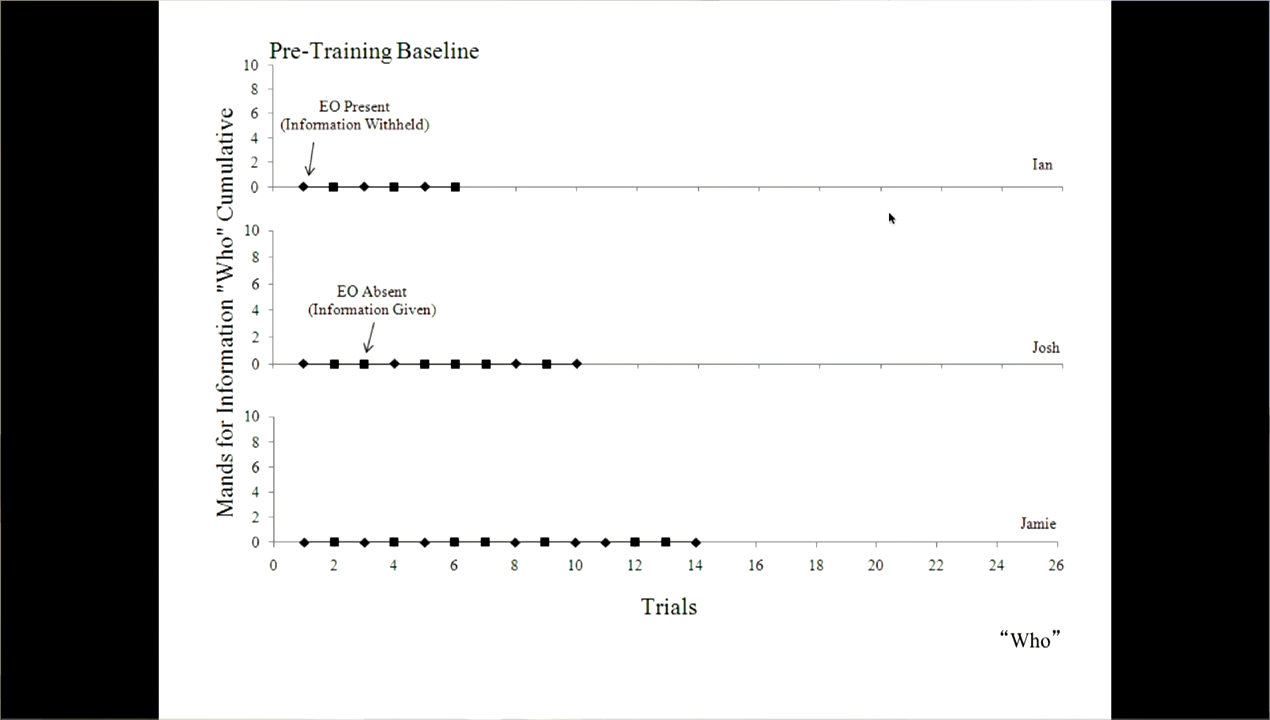 Pre-Training Baseline
Mands for Information "Who" Cumulative
10
8
6
4
2
0
EO Present
(Information Withheld)
Ian
10
8
6
4
2
0
EO Absent
(Information Given)
Josh
10
8
6
4
2
0
Jamie
0 2 4 6 8 10 12 14 16 18 20 22 24 26
Trials
“Who”